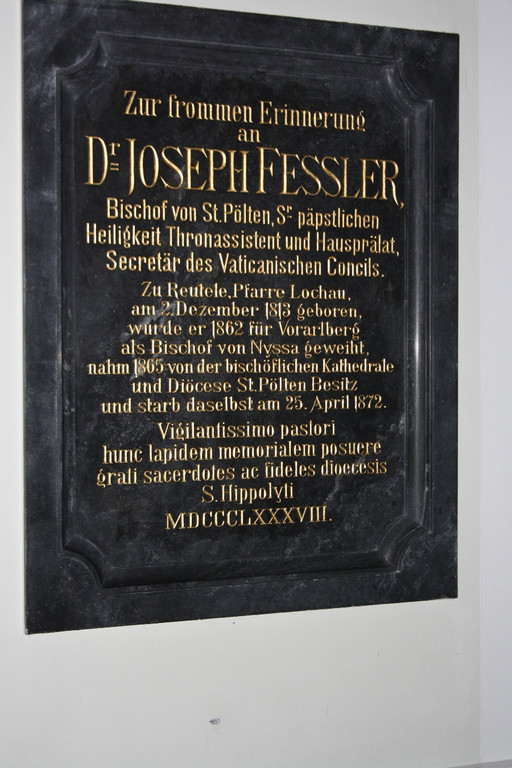 Zur frommen Erinnerung
an
Dr= JOSEPH FESSLER,
Bischof von St. Pölten, Sr päpstlichen
Heiligkeit Thronassistent und Hausprälat,
Secretär des Vaticanischen Concils.
Zu Reutele, Pfarre Lochau,
am 2. Dezember 1813 geboren,
wurde er 1862 für Vorarlberg
als Bischof von Nyssa geweiht,
nahm 1865 von der bischöflichen Kathedrale
und Diöcese St. Pölten Besitz
und starb daselbst am 25. April 1872.
Vigilantissimo pastori
hunc lapidem memorialem posuere
grati sacerdotes ac fideles dioecesis
S. Hippolyti
MDCCCLXXXVIII.